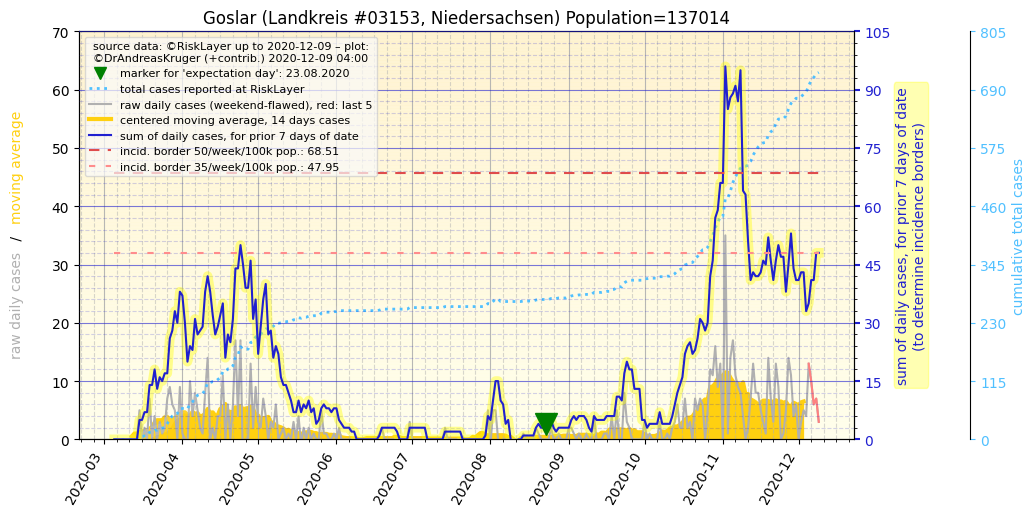 Goslar (Landkreis #03153, Niedersachsen) Population=137014
source data: ©RiskLayer up to 2020-12-09 – plot:
©DrAndreasKruger (+contrib.) 2020-12-09 04:00
marker for 'expectation day': 23.08.2020
total cases reported at RiskLayer
raw daily cases (weekend-flawed), red: last 5
centered moving average, 14 days cases
sum of daily cases, for prior 7 days of date
incid. border 50/week/100k pop.: 68.51
incid. border 35/week/100k pop.: 47.95
raw daily cases / moving average
70
60
50
40
30
20
10
0
105
90
75
60
45
30
15
0
sum of daily cases, for prior 7 days of date
(to determine incidence borders)
805
690
575
460
345
230
115
0
cumulative total cases
2020-03
2020-04
2020-05
2020-06
2020-07
2020-08
2020-09
2020-10
2020-11
2020-12